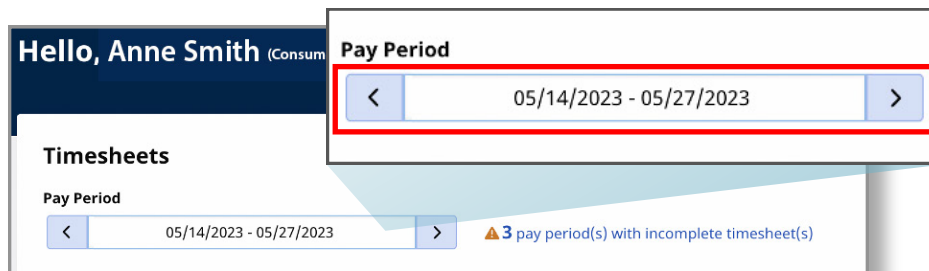 Hello, Anne Smith (Consum
Pay Period
05/14/2023 - 05/27/2023
Timesheets
Pay Period
05/14/2023 - 05/27/2023
3 pay period(s) with incomplete timesheet(s)